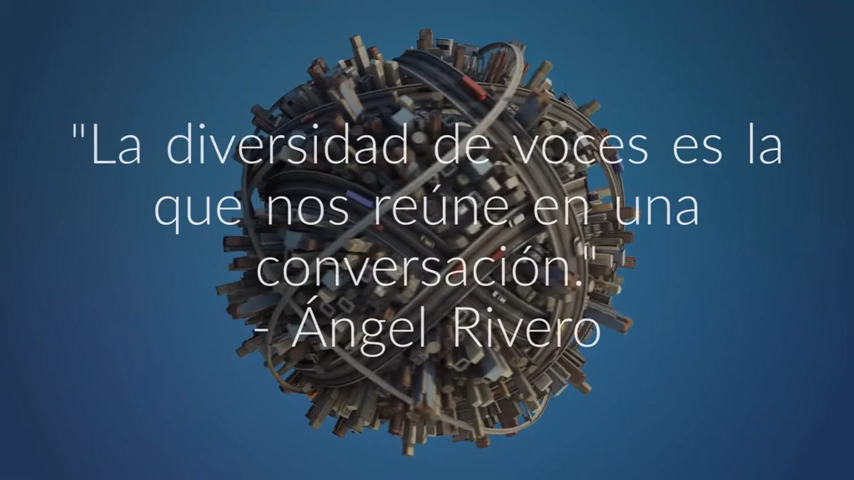 "La diversidad de voces es la
que nos reúne en una
conversación."
- Ángel Rivero